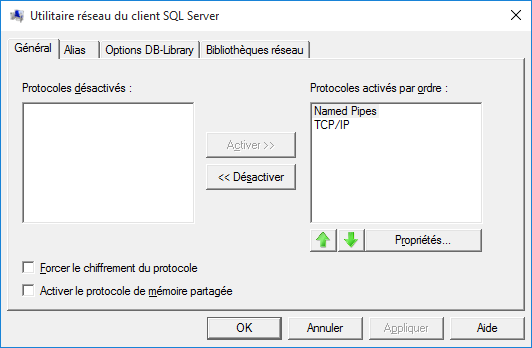 Utilitaire réseau du client SQL Server
Général Alias Options DB-Library Bibliothèques réseau
Protocoles désactivés :
Protocoles activés par ordre :
Named Pipes
TCP/IP
Activer >>
<< Désactiver
Propriétés...
Forcer le chiffrement du protocole
Activer le protocole de mémoire partagée
OK Annuler Appliquer Aide